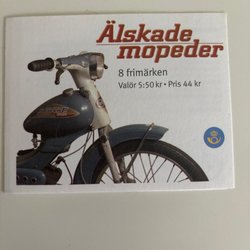 Älskade
mopeder
8 frimärken
Valör 5:50 kr • Pris 44 kr